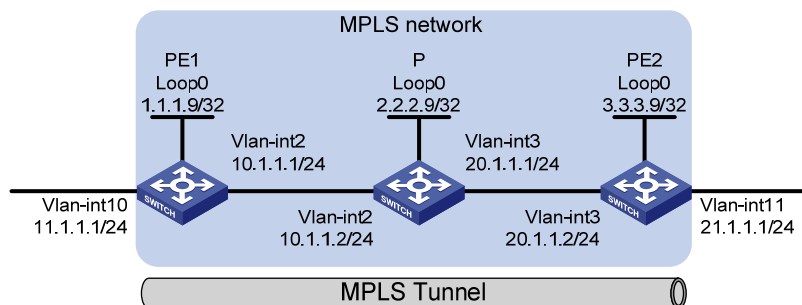 MPLS network
PE1
Loop0
1.1.1.9/32
P
Loop0
2.2.2.9/32
PE2
Loop0
3.3.3.9/32
Vlan-int2
10.1.1.1/24
Vlan-int3
20.1.1.1/24
SWITCH
SWITCH
SWITCH
Vlan-int10
11.1.1.1/24
Vlan-int2
10.1.1.2/24
Vlan-int3
20.1.1.2/24
Vlan-int11
21.1.1.1/24
MPLS Tunnel